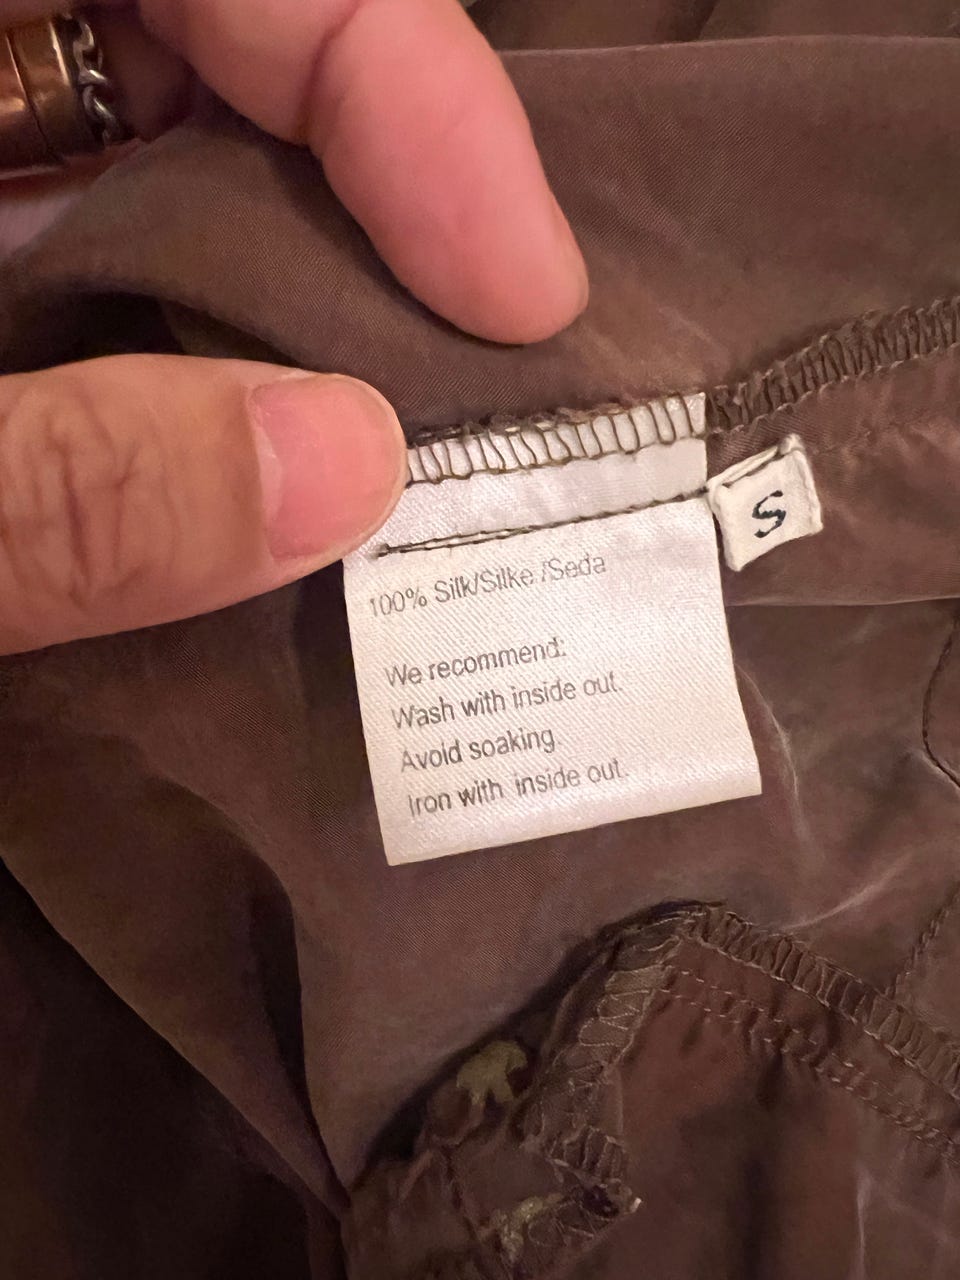 100% Silk/Silke /Seda
We recommend:
Wash with inside out.
Avoid soaking.
Iron with inside out.
S